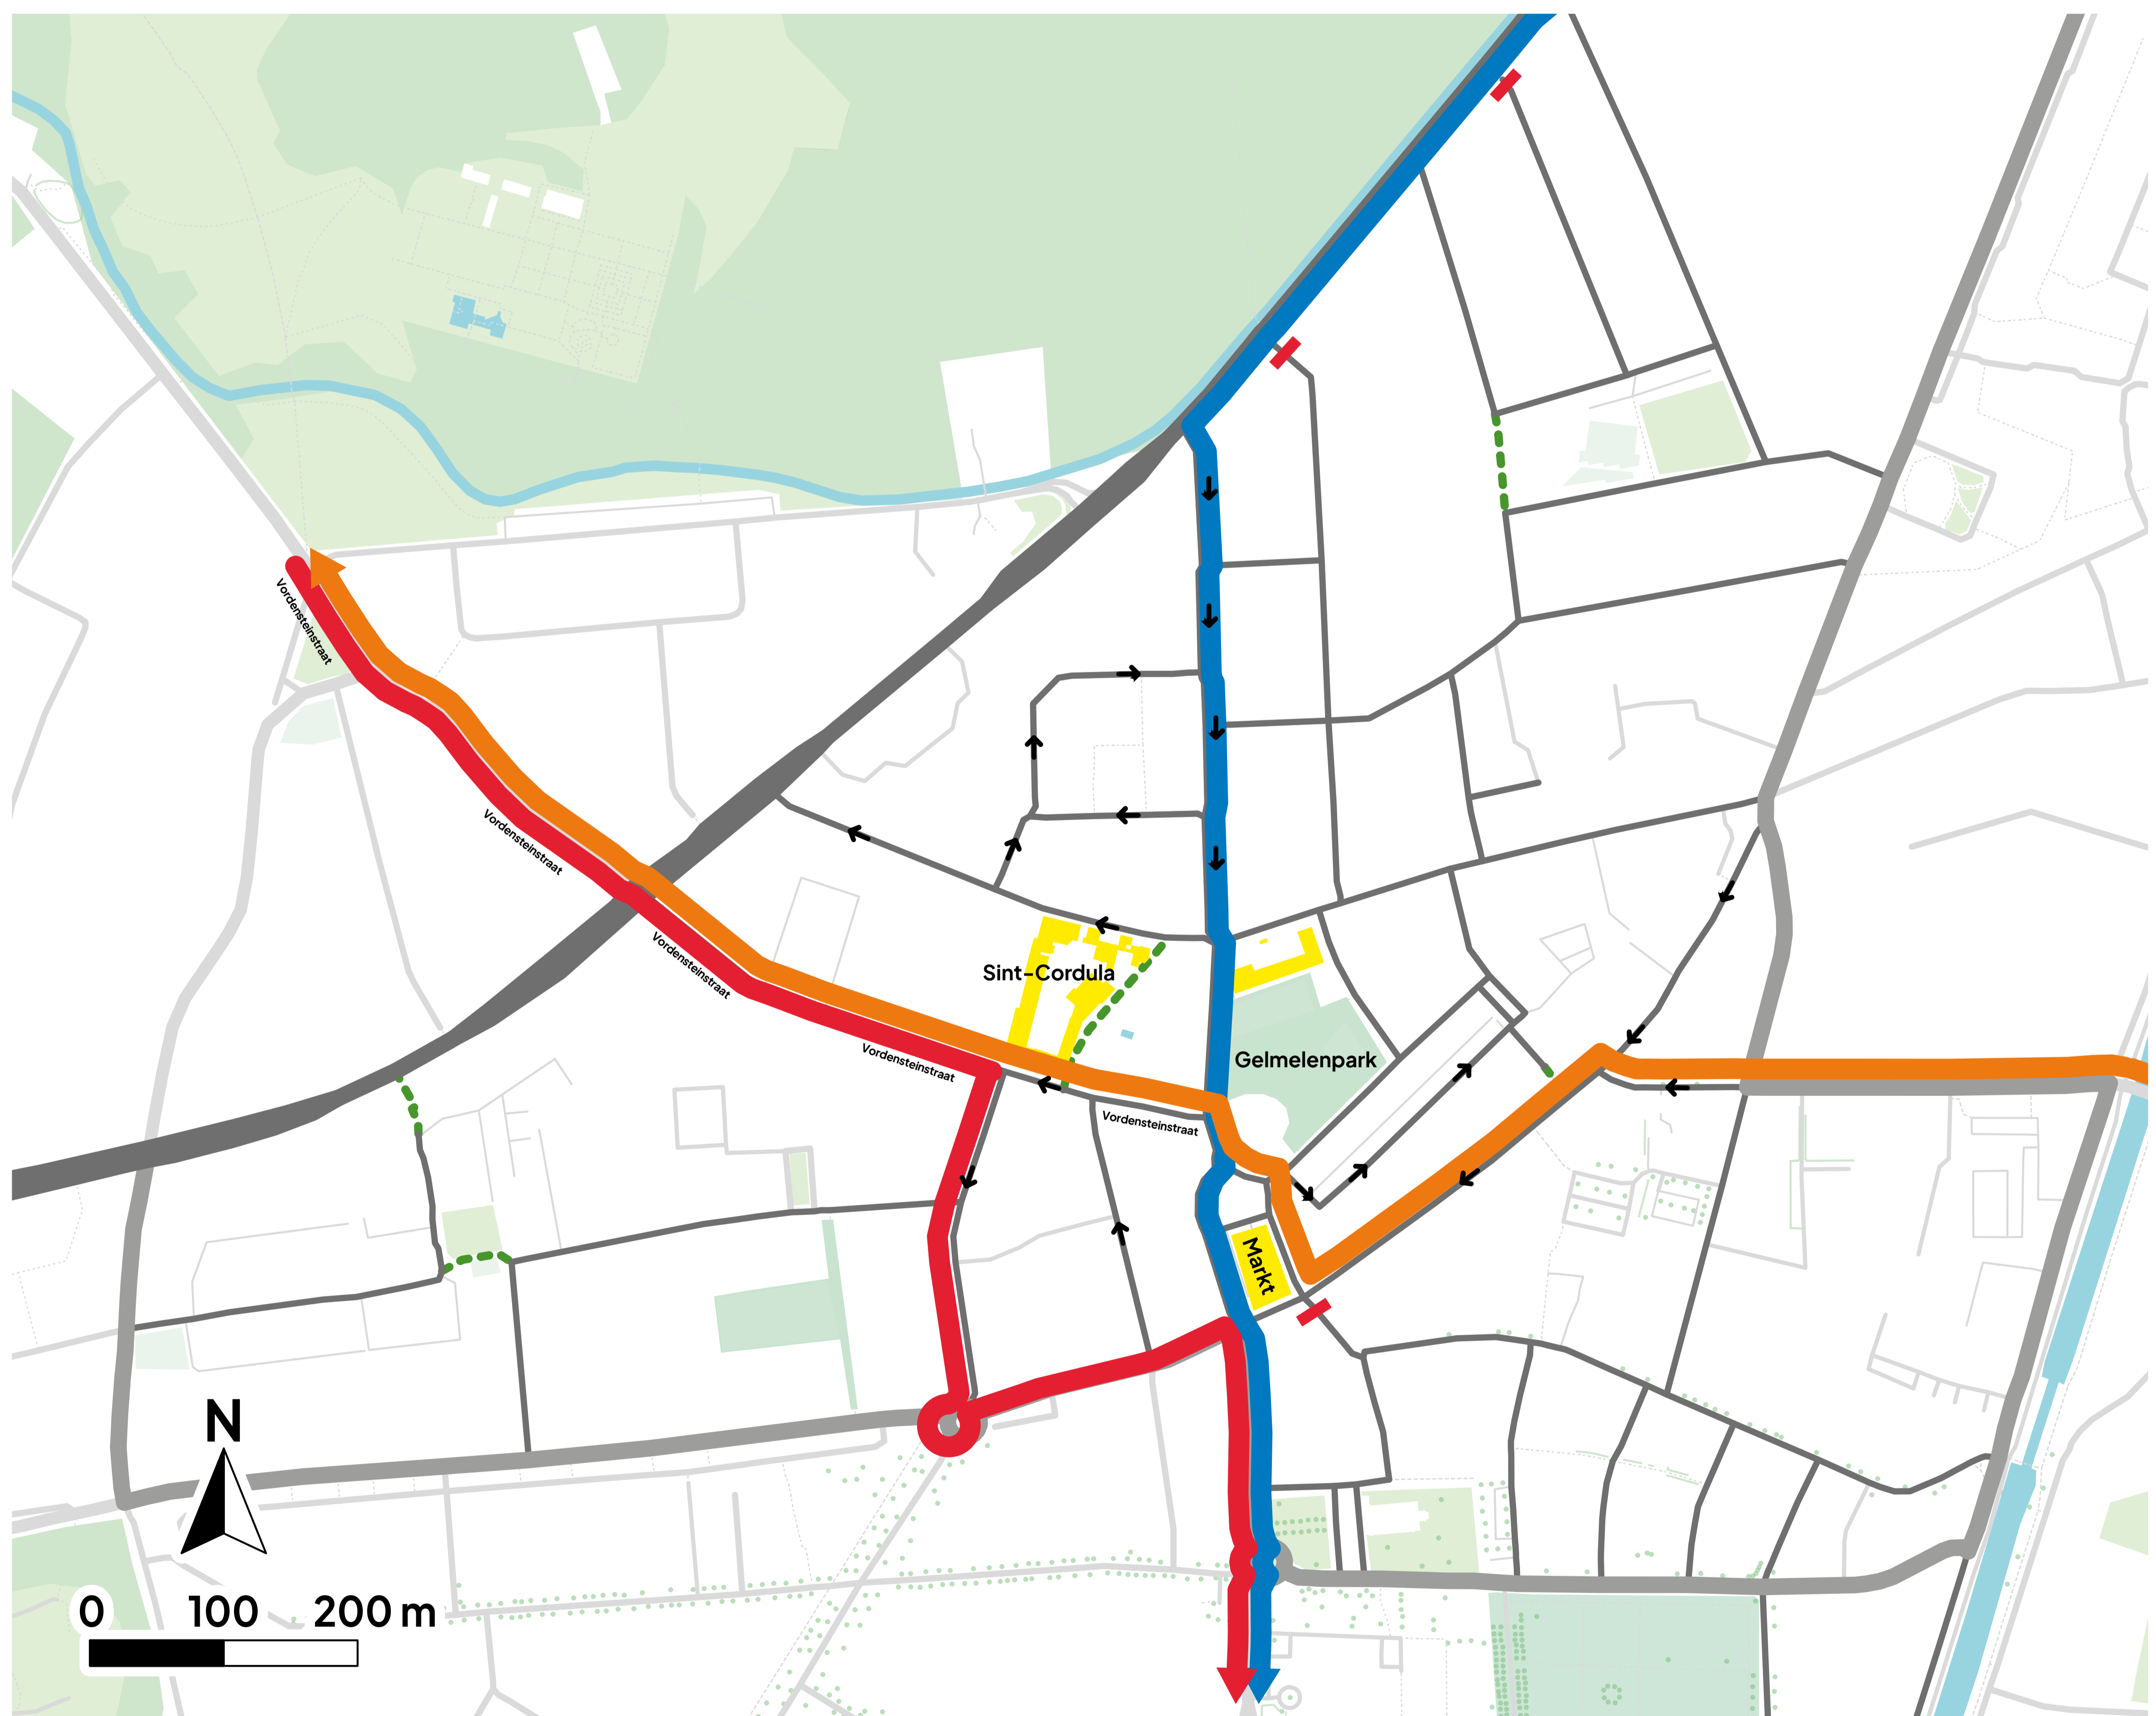 Vordensteinstraat
Vordensteinstraat
Vordensteinstraat
Sint-Cordula
Vordensteinstraat
Gelmelenpark
Vordensteinstraat
Markt
N
0 100 200 m